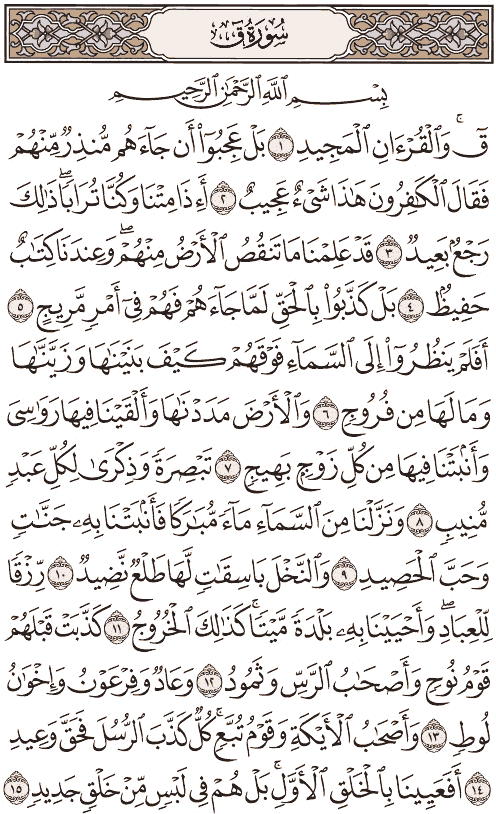 سُورَةُ قٓ
بِسْمِ ٱللَّهِ ٱلرَّحْمَٰنِ ٱلرَّحِيمِ
قٓۚ وَٱلْقُرْءَانِ ٱلْمَجِيدِ ١ بَلْ عَجِبُوٓا۟ أَن جَآءَهُم مُّنذِرٌ مِّنْهُمْ
فَقَالَ ٱلْكَٰفِرُونَ هَٰذَا شَىْءٌ عَجِيبٌ ٢ أَءِذَا مِتْنَا وَكُنَّا تُرَابًاۖ ذَٰلِكَ
رَجْعٌۢ بَعِيدٌ ٣ قَدْ عَلِمْنَا مَا تَنقُصُ ٱلْأَرْضُ مِنْهُمْۖ وَعِندَنَا كِتَٰبٌ
حَفِيظٌۢ ٤ بَلْ كَذَّبُوا۟ بِٱلْحَقِّ لَمَّا جَآءَهُمْ فَهُمْ فِىٓ أَمْرٍ مَّرِيجٍ ٥
أَفَلَمْ يَنظُرُوٓا۟ إِلَى ٱلسَّمَآءِ فَوْقَهُمْ كَيْفَ بَنَيْنَٰهَا وَزَيَّنَّٰهَا
وَمَا لَهَا مِن فُرُوجٍ ٦ وَٱلْأَرْضَ مَدَدْنَٰهَا وَأَلْقَيْنَا فِيهَا رَوَٰسِىَ
وَأَنۢبَتْنَا فِيهَا مِن كُلِّ زَوْجٍۭ بَهِيجٍ ٧ تَبْصِرَةً وَذِكْرَىٰ لِكُلِّ عَبْدٍ
مُّنِيبٍ ٨ وَنَزَّلْنَا مِنَ ٱلسَّمَآءِ مَآءً مُّبَٰرَكًا فَأَنۢبَتْنَا بِهِۦ جَنَّٰتٍ
وَحَبَّ ٱلْحَصِيدِ ٩ وَٱلنَّخْلَ بَاسِقَٰتٍ لَّهَا طَلْعٌ نَّضِيدٌ ١٠ رِّزْقًا
لِّلْعِبَادِۖ وَأَحْيَيْنَا بِهِۦ بَلْدَةً مَّيْتًاۚ كَذَٰلِكَ ٱلْخُرُوجُ ١١ كَذَّبَتْ قَبْلَهُمْ
قَوْمُ نُوحٍ وَأَصْحَٰبُ ٱلرَّسِّ وَثَمُودُ ١٢ وَعَادٌ وَفِرْعَوْنُ وَإِخْوَٰنُ
لُوطٍ ١٣ وَأَصْحَٰبُ ٱلْأَيْكَةِ وَقَوْمُ تُبَّعٍۚ كُلٌّ كَذَّبَ ٱلرُّسُلَ فَحَقَّ وَعِيدِ
١٤ أَفَعَيِينَا بِٱلْخَلْقِ ٱلْأَوَّلِۚ بَلْ هُمْ فِى لَبْسٍ مِّنْ خَلْقٍ جَدِيدٍ ١٥